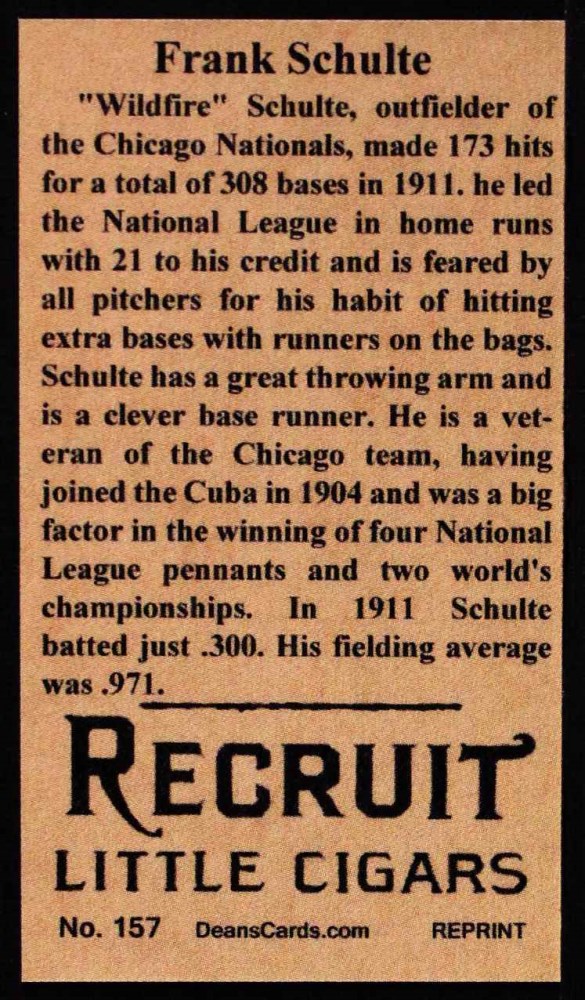 Frank Schulte
"Wildfire" Schulte, outfielder of
the Chicago Nationals, made 173 hits
for a total of 308 bases in 1911. he led
the National League in home runs
with 21 to his credit and is feared by
all pitchers for his habit of hitting
extra bases with runners on the bags.
Schulte has a great throwing arm and
is a clever base runner. He is a vet-
eran of the Chicago team, having
joined the Cuba in 1904 and was a big
factor in the winning of four National
League pennants and two world's
championships. In 1911 Schulte
batted just .300. His fielding average
was .971.
RECRUIT
LITTLE CIGARS
No. 157 DeansCards.com REPRINT